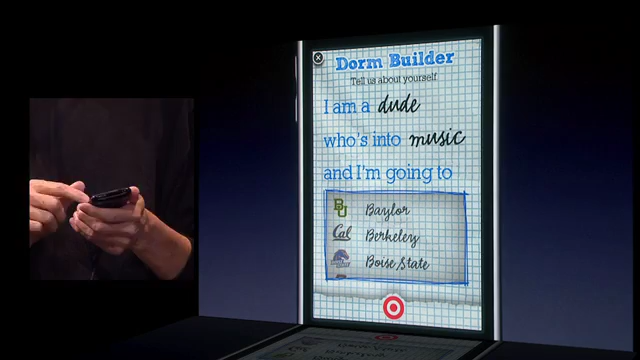 Dorm Builder
Tell us about yourself
I am a dude
who's into music
and I'm going to
BU Baylor
Cal Berkeley
Boise State